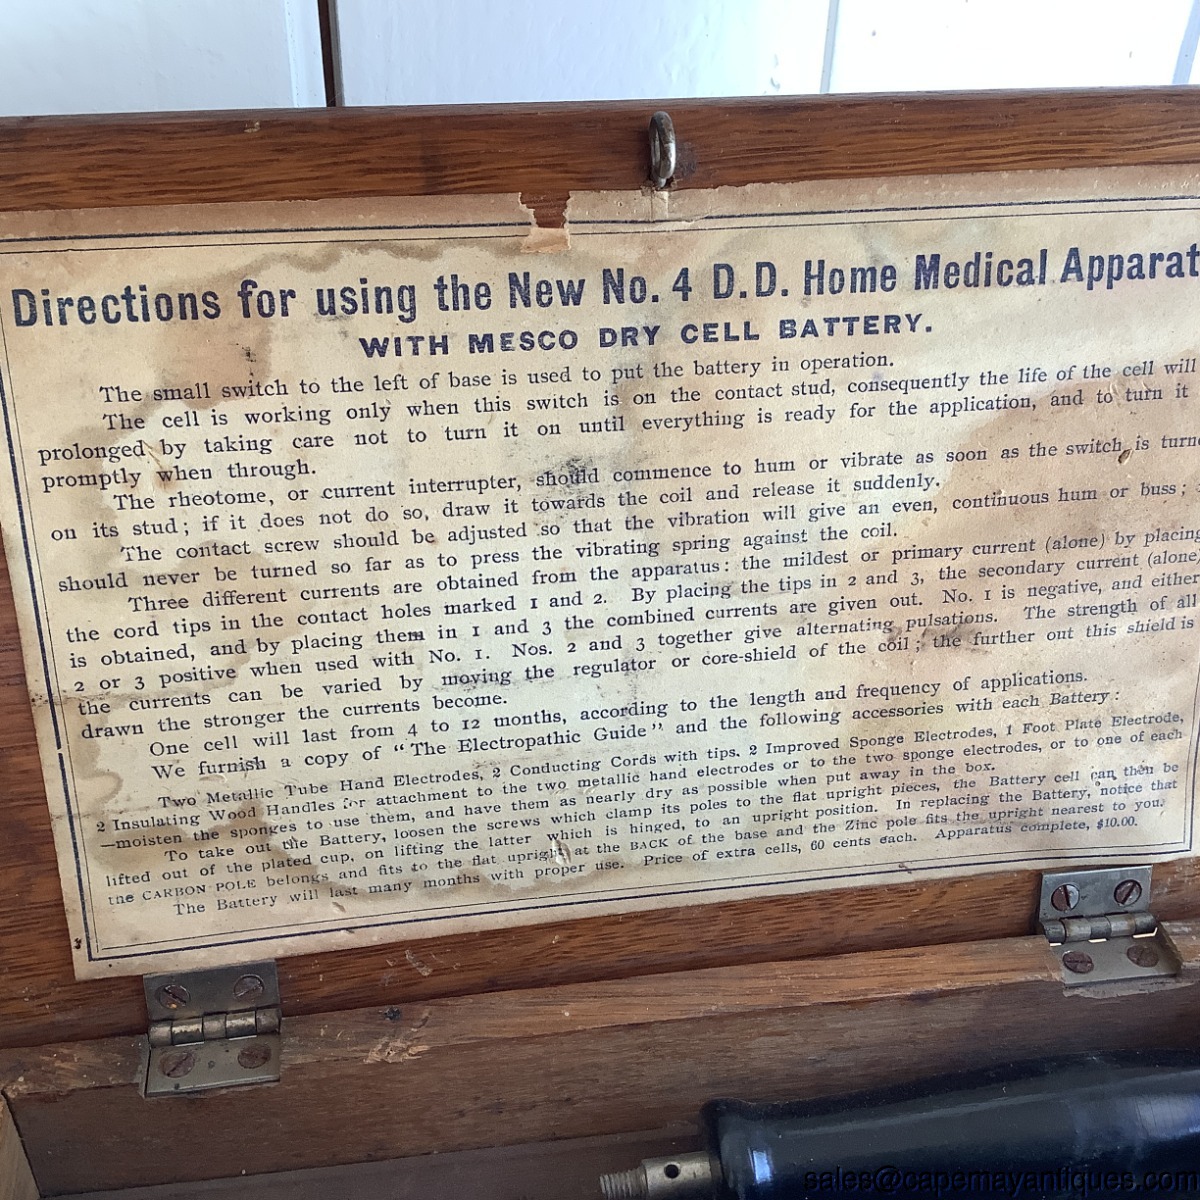 Directions for using the New No. 4 D.D. Home Medical Apparat
WITH MESCO DRY CELL BATTERY.
The small switch to the left of base is used to put the battery in operation.
The cell is working only when this switch is on the contact stud, consequently the life of the cell will
prolonged by taking care not to turn it on until everything is ready for the application, and to turn it
promptly when through.
The rheotome, or current interrupter, should commence to hum or vibrate as soon as the switch is turne
on its stud; if it does not do so, draw it towards the coil and release it suddenly.
The contact screw should be adjusted so that the vibration will give an even, continuous hum or buss;
should never be turned so far as to press the vibrating spring against the coil.
Three different currents are obtained from the apparatus: the mildest or primary current (alone) by placing
the cord tips in the contact holes marked 1 and 2. By placing the tips in 2 and 3, the secondary current (alone)
is obtained, and by placing them in 1 and 3 the combined currents are given out. No. 1 is negative, and either
2 or 3 positive when used with No. 1. Nos. 2 and 3 together give alternating pulsations. The strength of all
the currents can be varied by moving the regulator or core-shield of the coil; the further out this shield is
drawn the stronger the currents become.
One cell will last from 4 to 12 months, according to the length and frequency of applications.
We furnish a copy of "The Electropathic Guide" and the following accessories with each Battery:
Two Metallic Tube Hand Electrodes, 2 Conducting Cords with tips. 2 Improved Sponge Electrodes, 1 Foot Plate Electrode,
2 Insulating Wood Handles for attachment to the two metallic hand electrodes or to the two sponge electrodes, or to one of each
—moisten the sponges to use them, and have them as nearly dry as possible when put away in the box.
To take out the Battery, loosen the screws which clamp its poles to the flat upright pieces, the Battery cell can then be
lifted out of the plated cup, on lifting the latter which is hinged, to an upright position. In replacing the Battery, notice that
the CARBON POLE belongs and fits to the flat upright at the BACK of the base and the Zinc pole fits the upright nearest to you.
The Battery will last many months with proper use. Price of extra cells, 60 cents each. Apparatus complete, $10.00.
sales@capemayantiques.com